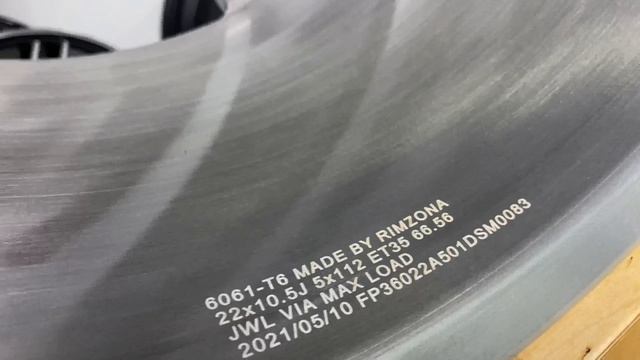 6061-T6 MADE BY RIMZONA
22x10.5J 5x112 ET35 66.56
JWL VIA MAX LOAD
2021/05/10 FP36022A501DSM0083